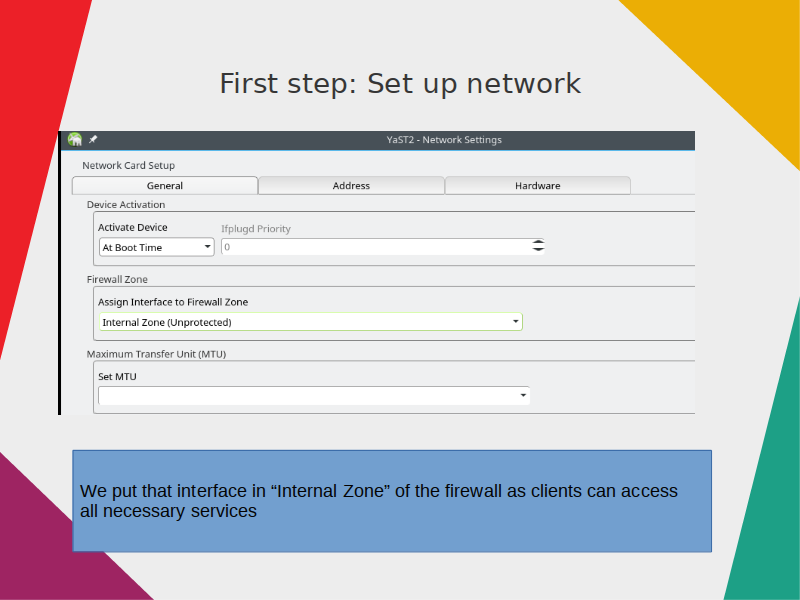 First step: Set up network
YaST2 - Network Settings
Network Card Setup
General Address Hardware
Device Activation
Activate Device Ifplugd Priority
At Boot Time 0
Firewall Zone
Assign Interface to Firewall Zone
Internal Zone (Unprotected)
Maximum Transfer Unit (MTU)
Set MTU
We put that interface in “Internal Zone” of the firewall as clients can access
all necessary services